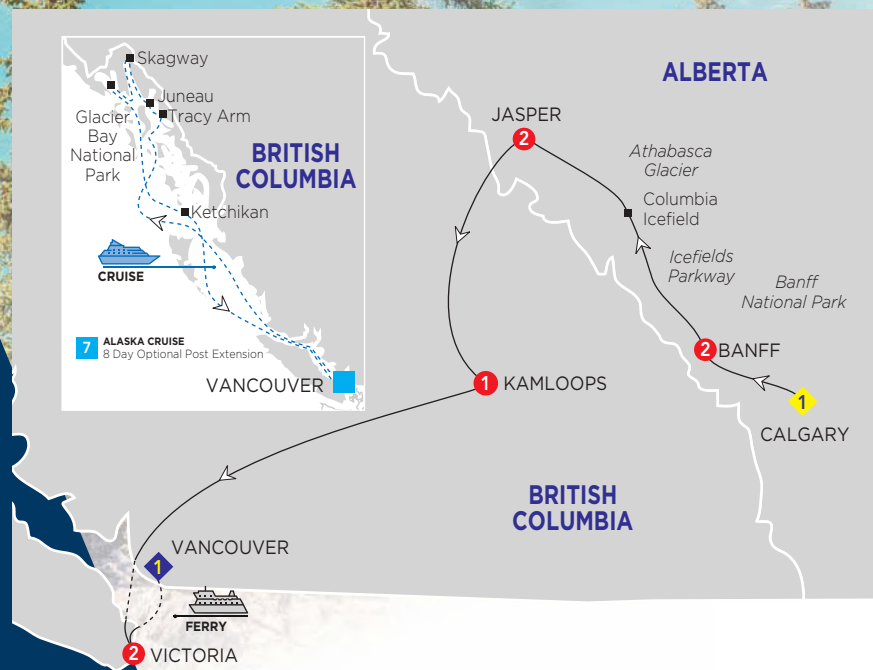 Skagway
Juneau
Tracy Arm
Glacier
Bay
National
Park
BRITISH
COLUMBIA
Ketchikan
CRUISE
7
ALASKA CRUISE
8 Day Optional Post Extension
VANCOUVER
ALBERTA
JASPER
2
Athabasca
Glacier
Columbia
Icefield
Icefields
Parkway
Banff
National Park
2 BANFF
1
CALGARY
1 KAMLOOPS
BRITISH
COLUMBIA
VANCOUVER
1
FERRY
2 VICTORIA